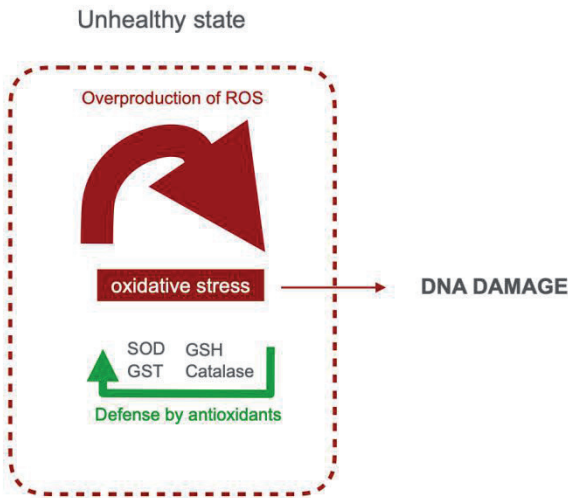 Unhealthy state
Overproduction of ROS
oxidative stress
DNA DAMAGE
SOD GSH
GST Catalase
Defense by antioxidants